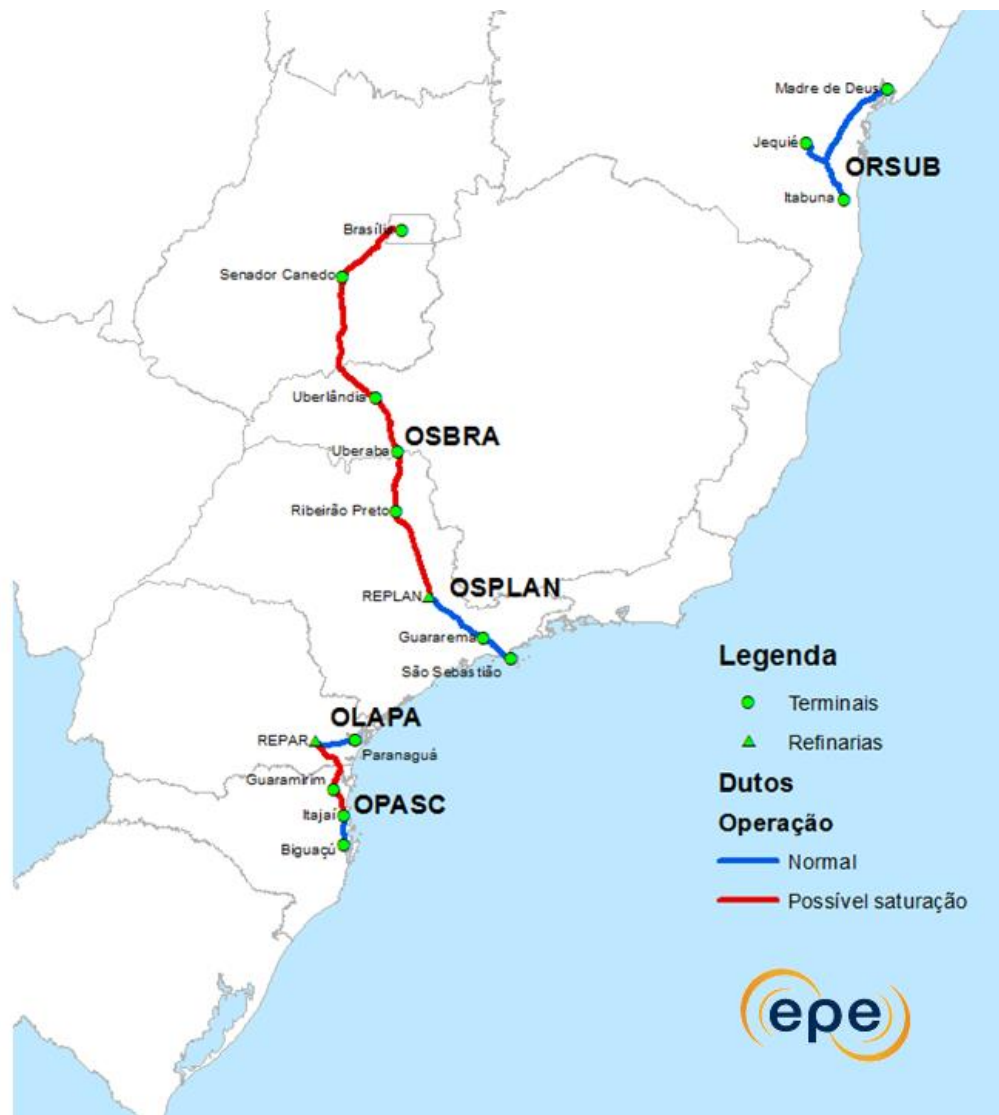 Madre de Deus
Jequié
ORSUB
Itabuna
Brasília
Senador Canedo
Uberlândia
OSBRA
Uberaba
Ribeirão Preto
REPLAN
OSPLAN
Guararema
São Sebastião
OLAPA
REPAR
Paranaguá
Guaramirim
OPASC
Itajaí
Biguaçú
Legenda
Terminais
Refinarias
Dutos
Operação
Normal
Possível saturação
epe